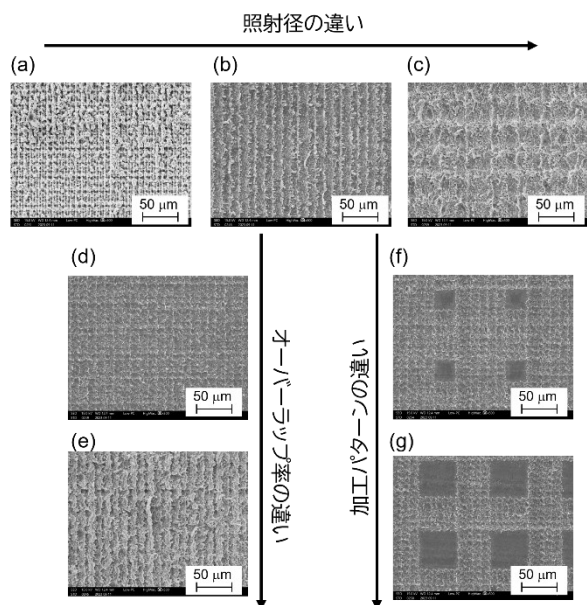 照射径の違い
(a)
(b)
(c)
50 μm
50 μm
50 μm
(d)
(f)
50 μm
50 μm
オーバーラップ率の違い
加工パターンの違い
(e)
(g)
50 μm
50 μm